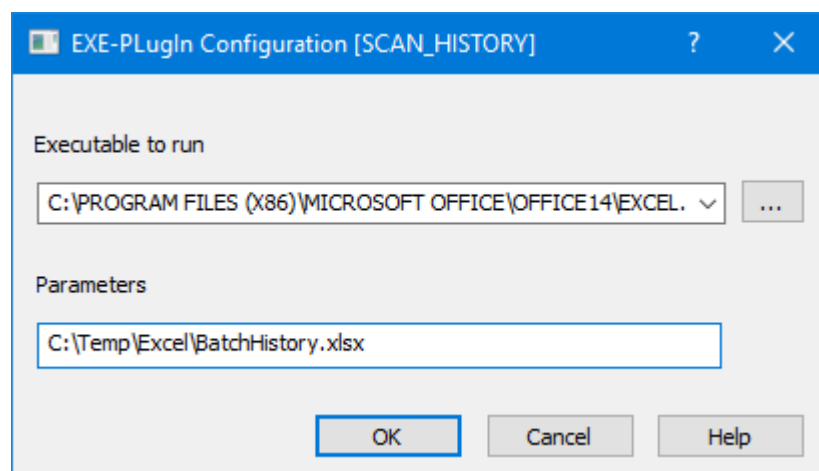 EXE-PLugIn Configuration [SCAN_HISTORY] ?
Executable to run
C:\PROGRAM FILES (X86)\MICROSOFT OFFICE\OFFICE14\EXCEL. ...
Parameters
C:\Temp\Excel\BatchHistory.xlsx
OK Cancel Help